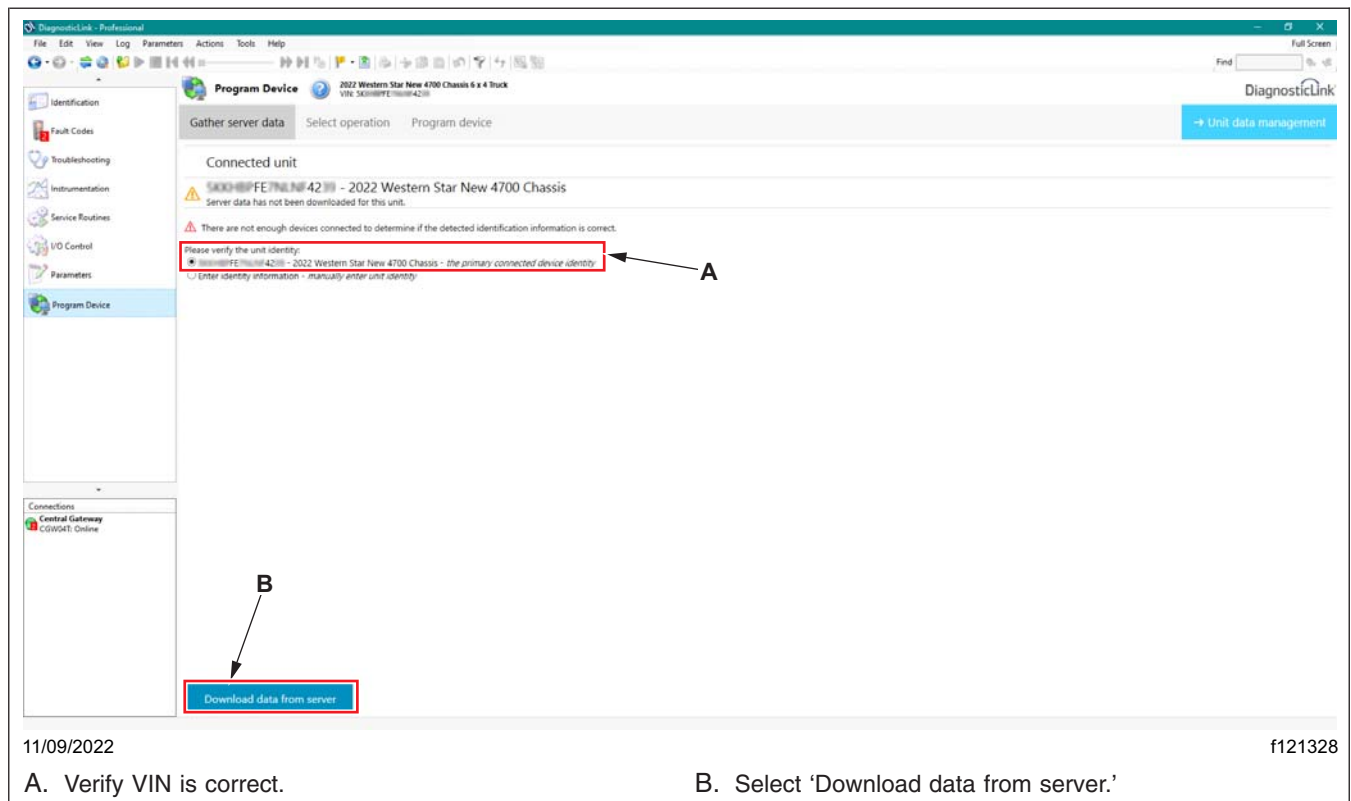 DiagnosticLink - Professional
File Edit View Log Parameters Actions Tools Help
Full Screen
Find
Program Device
2022 Western Star New 4700 Chassis 6 x 4 Truck
VIN:
DiagnosticLink
Identification
Fault Codes
Troubleshooting
Instrumentation
Service Routines
I/O Control
Parameters
Program Device
Gather server data Select operation Program device
→ Unit data management
Connected unit
- 2022 Western Star New 4700 Chassis
Server data has not been downloaded for this unit.
There are not enough devices connected to determine if the detected identification information is correct.
Please verify the unit identity:
- 2022 Western Star New 4700 Chassis - the primary connected device identity
Enter identity information - manually enter unit identity
A
Connections
Central Gateway
CGW04T: Online
B
Download data from server
11/09/2022
f121328
A. Verify VIN is correct.
B. Select ‘Download data from server.’